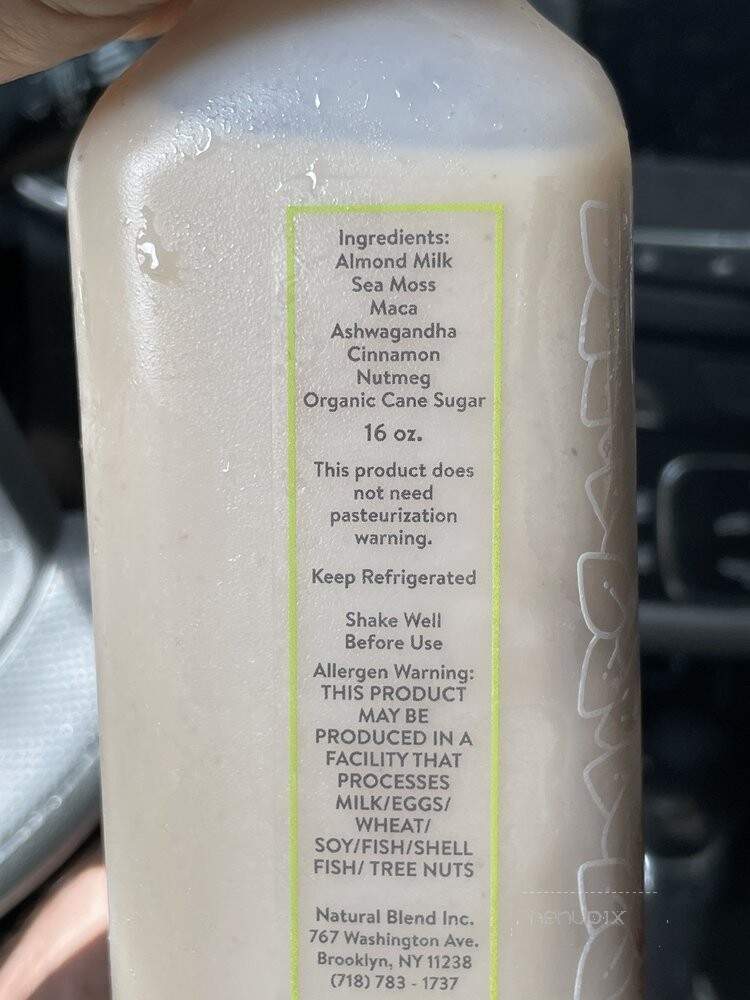 Ingredients:
Almond Milk
Sea Moss
Maca
Ashwagandha
Cinnamon
Nutmeg
Organic Cane Sugar
16 oz.
This product does
not need
pasteurization
warning.
Keep Refrigerated
Shake Well
Before Use
Allergen Warning:
THIS PRODUCT
MAY BE
PRODUCED IN A
FACILITY THAT
PROCESSES
MILK/EGGS/
WHEAT/
SOY/FISH/SHELL
FISH/ TREE NUTS
Natural Blend Inc.
767 Washington Ave.
Brooklyn, NY 11238
(718) 783 - 1737
menupix